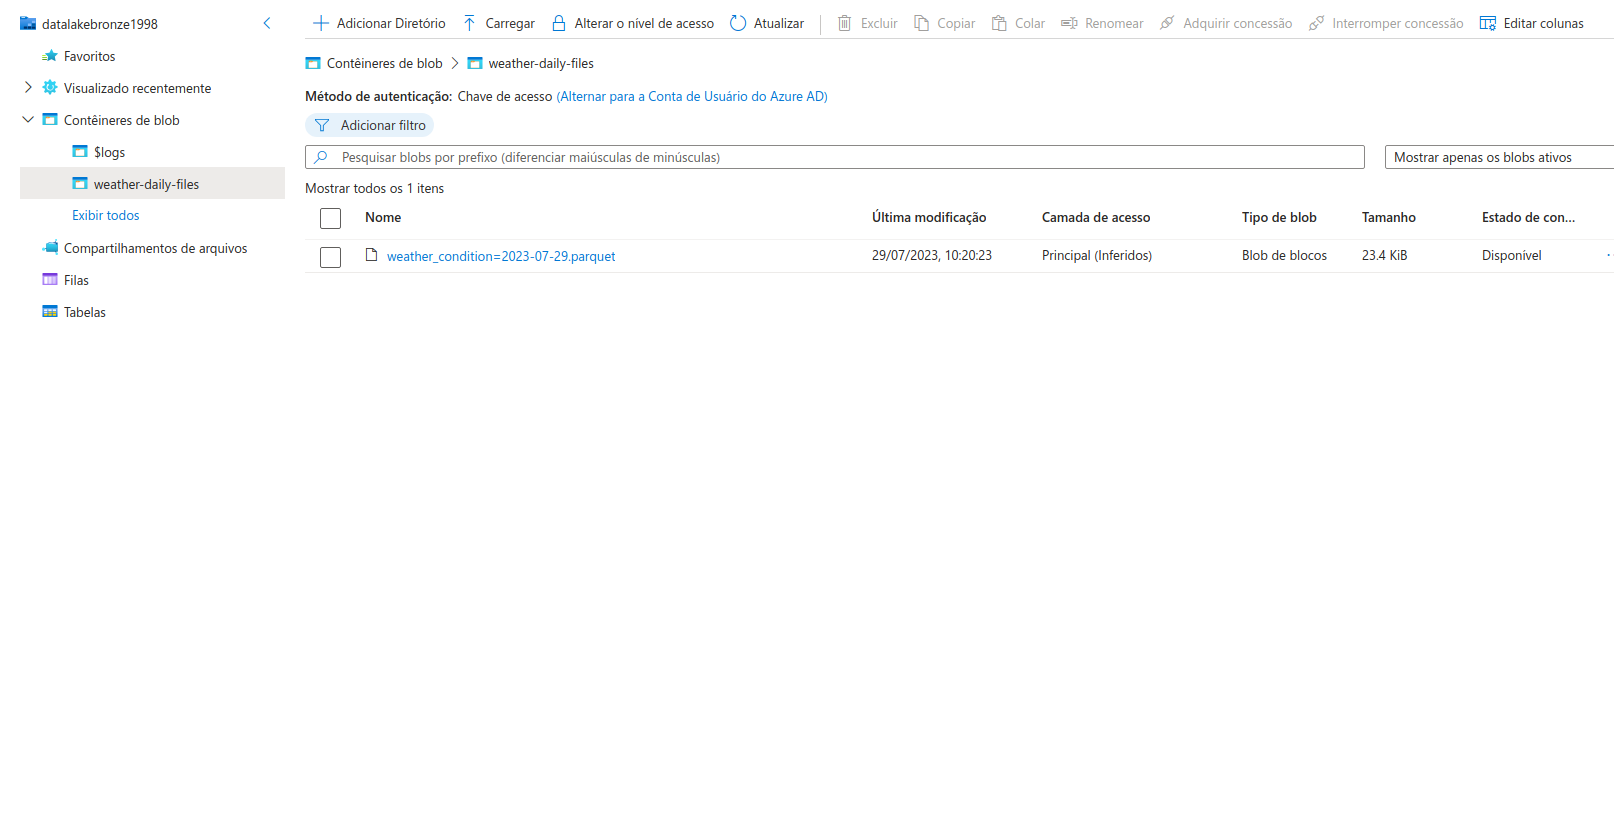 datalakebronze1998
Favoritos
Visualizado recentemente
Contêineres de blob
$logs
weather-daily-files
Exibir todos
Compartilhamentos de arquivos
Filas
Tabelas
Adicionar Diretório Carregar Alterar o nível de acesso Atualizar Excluir Copiar Colar Renomear Adquirir concessão Interromper concessão Editar colunas
Contêineres de blob > weather-daily-files
Método de autenticação: Chave de acesso (Alternar para a Conta de Usuário do Azure AD)
Adicionar filtro
Pesquisar blobs por prefixo (diferenciar maiúsculas de minúsculas) Mostrar apenas os blobs ativos
Mostrar todos os 1 itens
Nome Última modificação Camada de acesso Tipo de blob Tamanho Estado de con...
weather_condition=2023-07-29.parquet 29/07/2023, 10:20:23 Principal (Inferidos) Blob de blocos 23.4 KiB Disponível